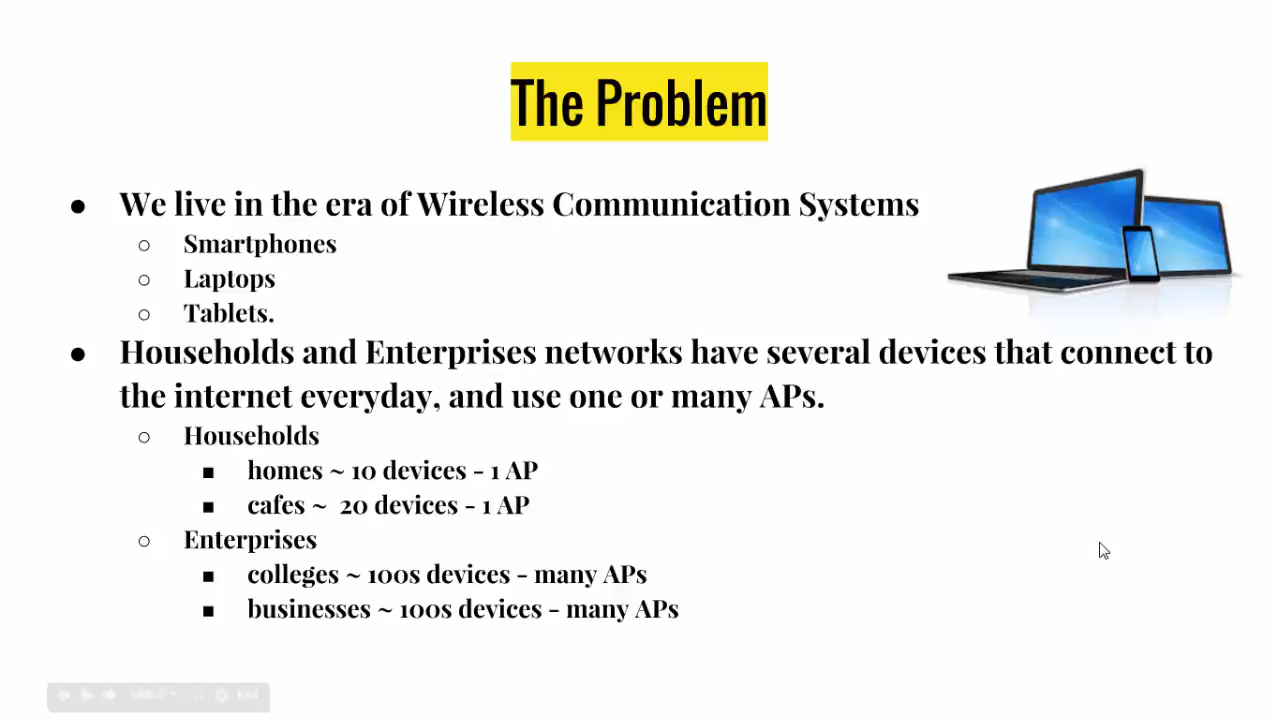 The Problem
● We live in the era of Wireless Communication Systems
○ Smartphones
○ Laptops
○ Tablets.
● Households and Enterprises networks have several devices that connect to
the internet everyday, and use one or many APs.
○ Households
■ homes ~ 10 devices - 1 AP
■ cafes ~ 20 devices - 1 AP
○ Enterprises
■ colleges ~ 100s devices - many APs
■ businesses ~ 100s devices - many APs